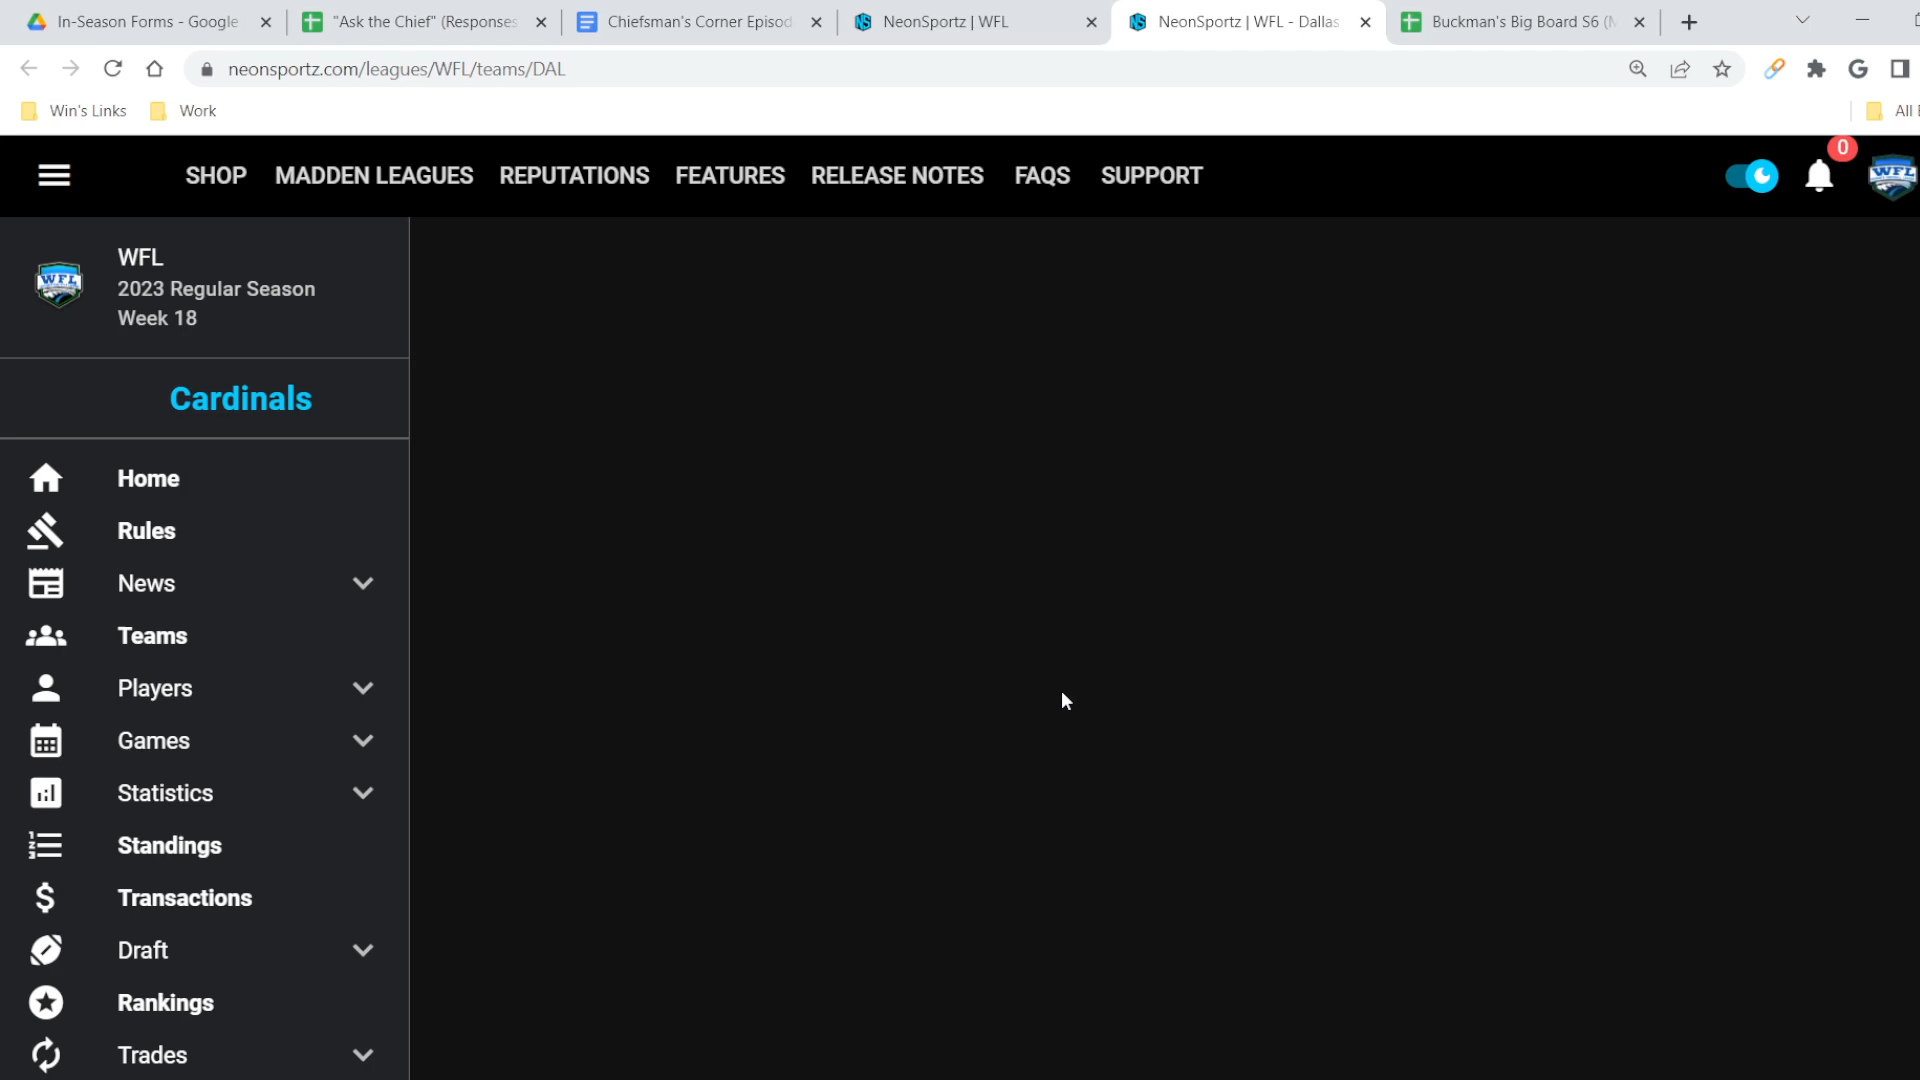 In-Season Forms - Google
"Ask the Chief" (Responses
Chiefsman's Corner Episod
NeonSportz | WFL
NeonSportz | WFL - Dallas
Buckman's Big Board S6 (
neonsportz.com/leagues/WFL/teams/DAL
Win's Links
Work
All
SHOP
MADDEN LEAGUES
REPUTATIONS
FEATURES
RELEASE NOTES
FAQS
SUPPORT
0
WFL
WFL
WFL
2023 Regular Season
Week 18
Cardinals
Home
Rules
News
Teams
Players
Games
Statistics
Standings
Transactions
Draft
Rankings
Trades